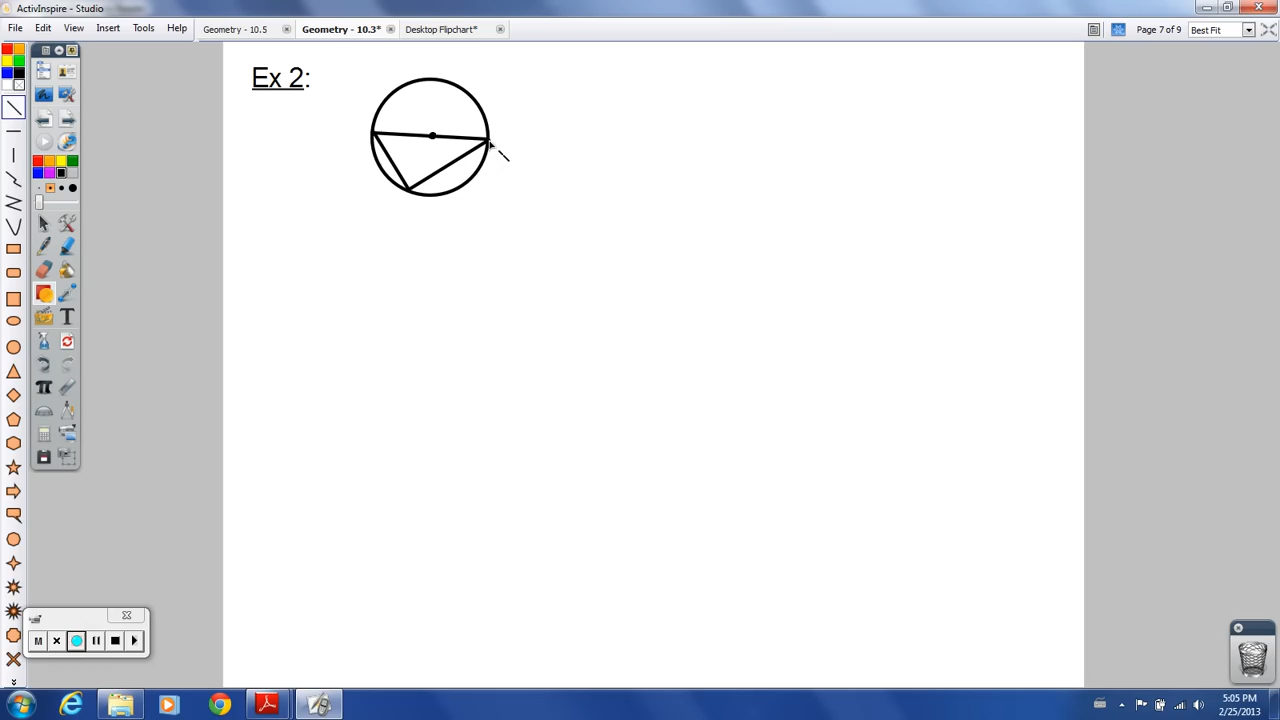 ActivInspire - Studio
File Edit View Insert Tools Help
Geometry - 10.5
Geometry - 10.3*
Desktop Flipchart*
Page 7 of 9
Best Fit
Ex 2:
T
M
5:05 PM
2/25/2013